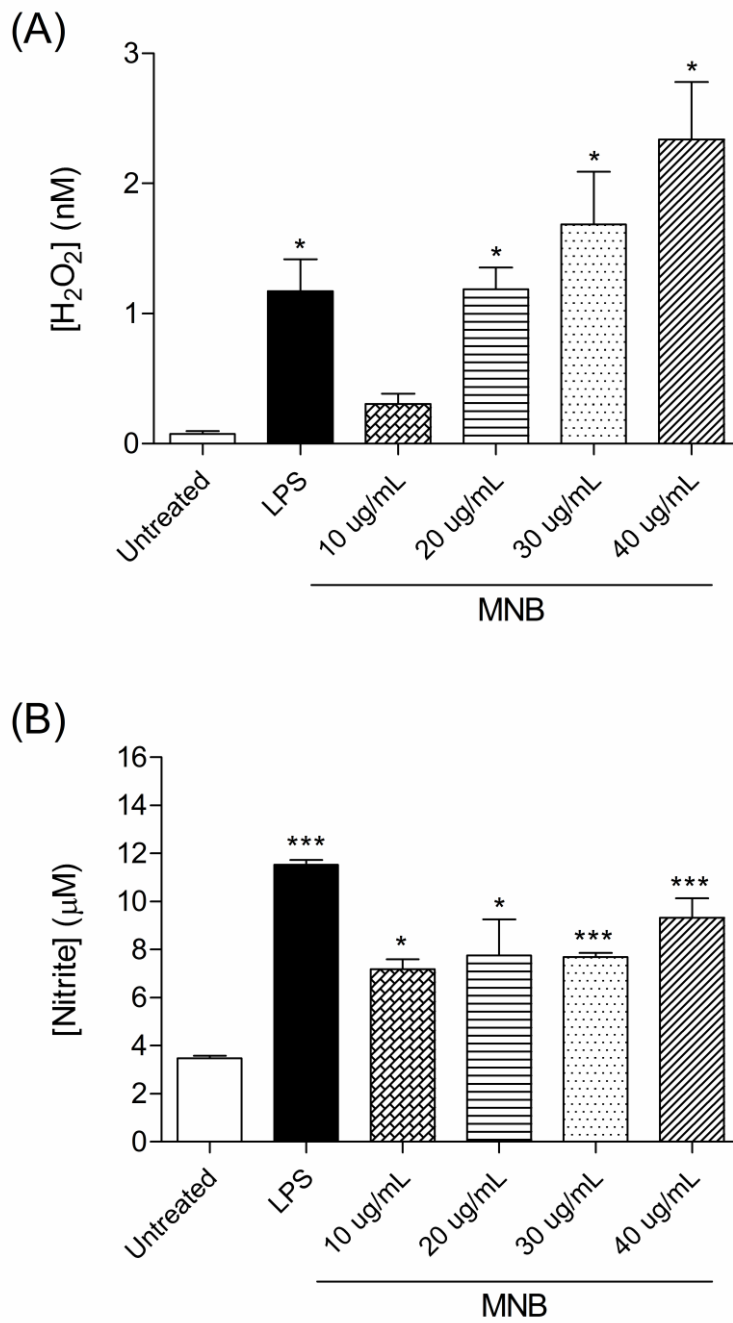 (A)
3
2
1
0
[H₂O₂] (nM)
*
*
*
*
Untreated
LPS
10 ug/mL
20 ug/mL
30 ug/mL
40 ug/mL
MNB
(B)
16
14
12
10
8
6
4
2
0
[Nitrite] (μM)
***
*
*
***
***
Untreated
LPS
10 ug/mL
20 ug/mL
30 ug/mL
40 ug/mL
MNB